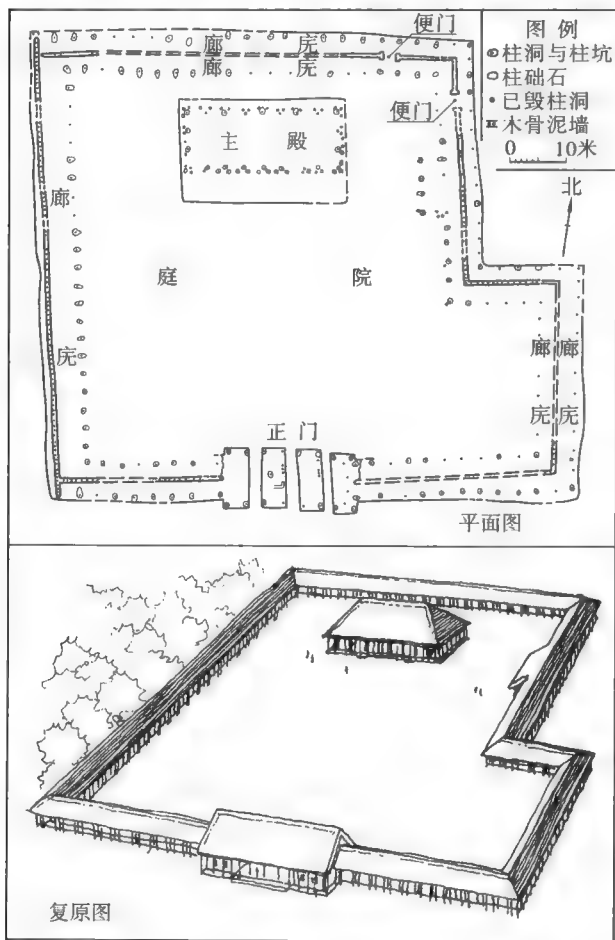 廊 庑
廊 庑
便门
便门
主 殿
廊
庑
庭 院
廊 廊
庑 庑
正 门
平面图
图 例
柱洞与柱坑
柱础石
已毁柱洞
木骨泥墙
0 10米
北
复原图